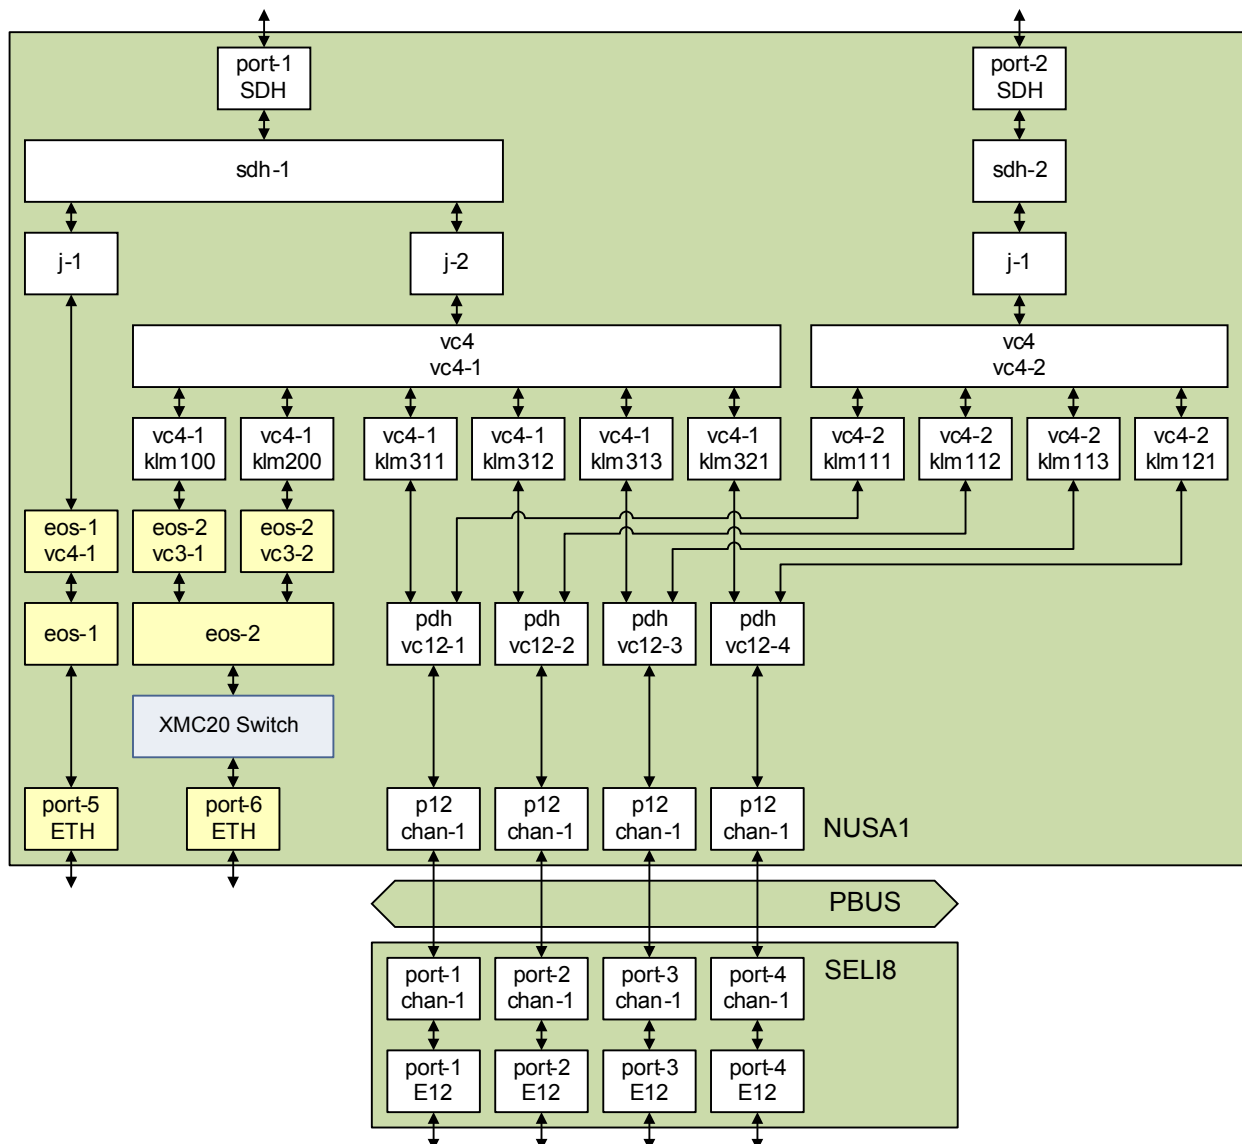 port-1
SDH
port-2
SDH
sdh-1
sdh-2
j-1
j-2
j-1
vc4
vc4-1
vc4
vc4-2
vc4-1
klm100
vc4-1
klm200
vc4-1
klm311
vc4-1
klm312
vc4-1
klm313
vc4-1
klm321
vc4-2
klm111
vc4-2
klm112
vc4-2
klm113
vc4-2
klm121
eos-1
vc4-1
eos-2
vc3-1
eos-2
vc3-2
eos-1
eos-2
pdh
vc12-1
pdh
vc12-2
pdh
vc12-3
pdh
vc12-4
XMC20 Switch
port-5
ETH
port-6
ETH
p12
chan-1
p12
chan-1
p12
chan-1
p12
chan-1
NUSA1
PBUS
SELI8
port-1
chan-1
port-2
chan-1
port-3
chan-1
port-4
chan-1
port-1
E12
port-2
E12
port-3
E12
port-4
E12